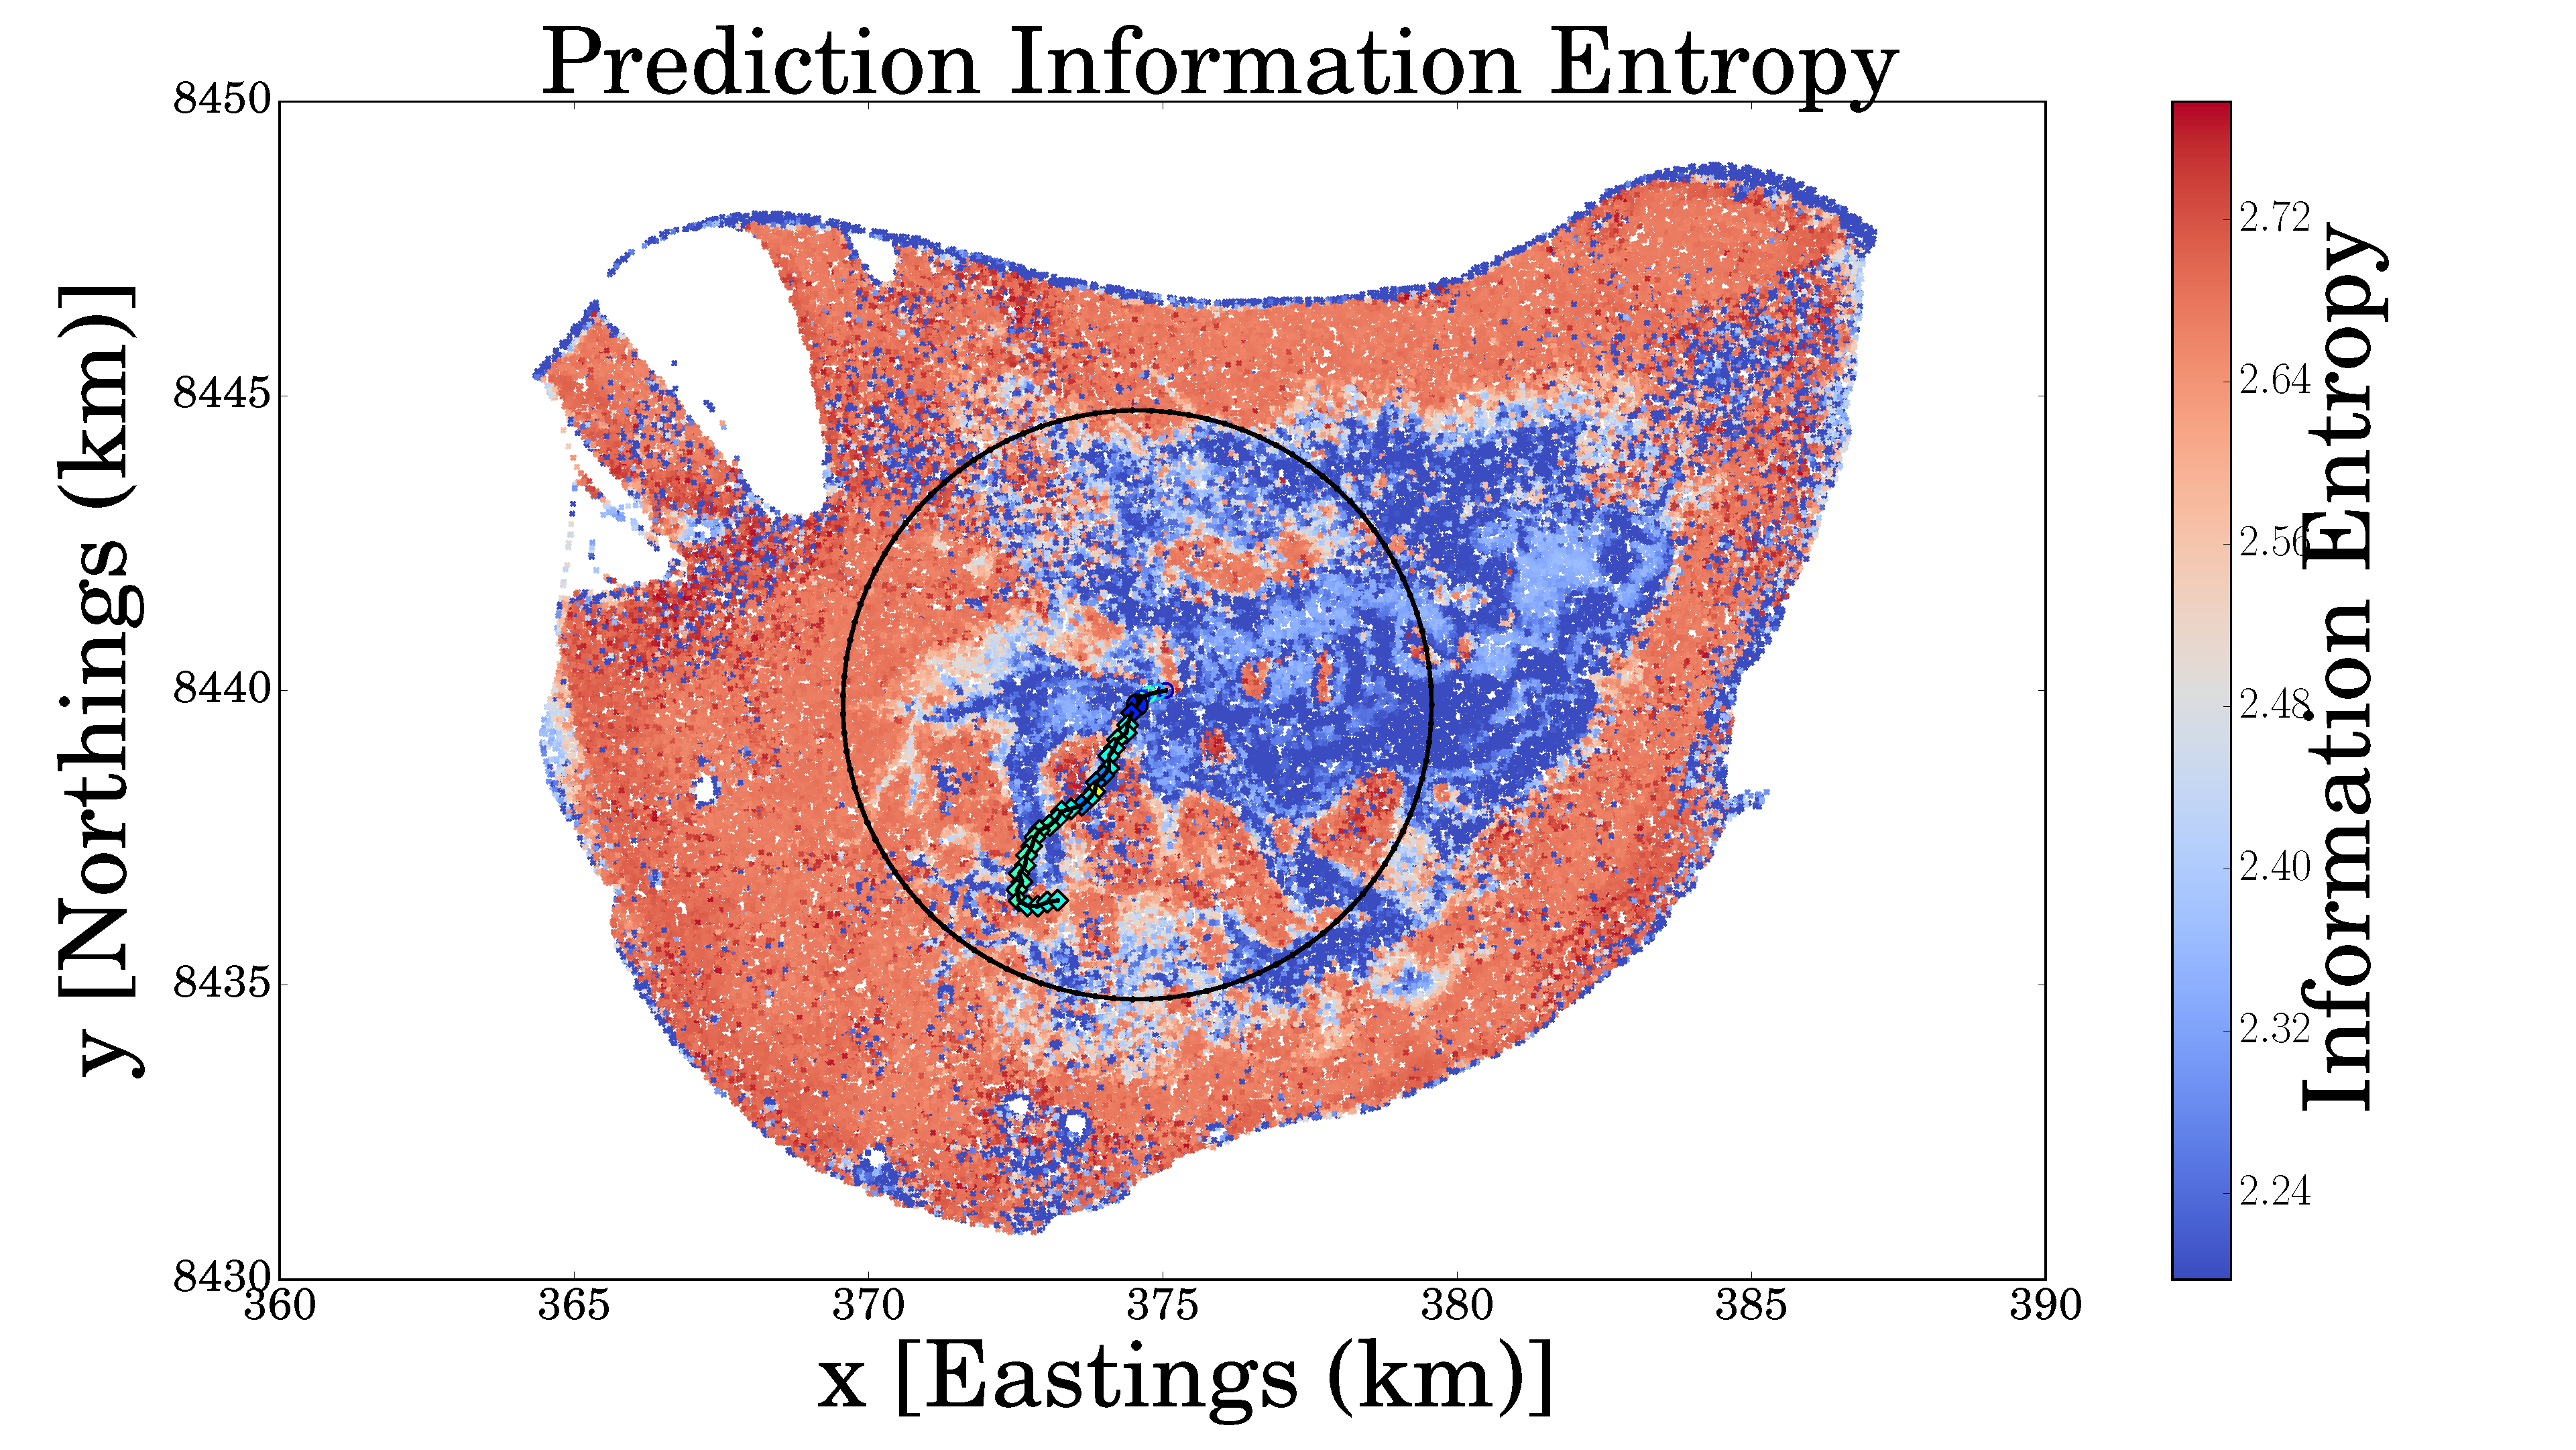 Prediction Information Entropy
8450
8445
8440
8435
8430
360 365 370 375 380 385 390
x [Eastings (km)]
y [Northings (km)]
2.72
2.64
2.56
2.48
2.40
2.32
2.24
Information Entropy